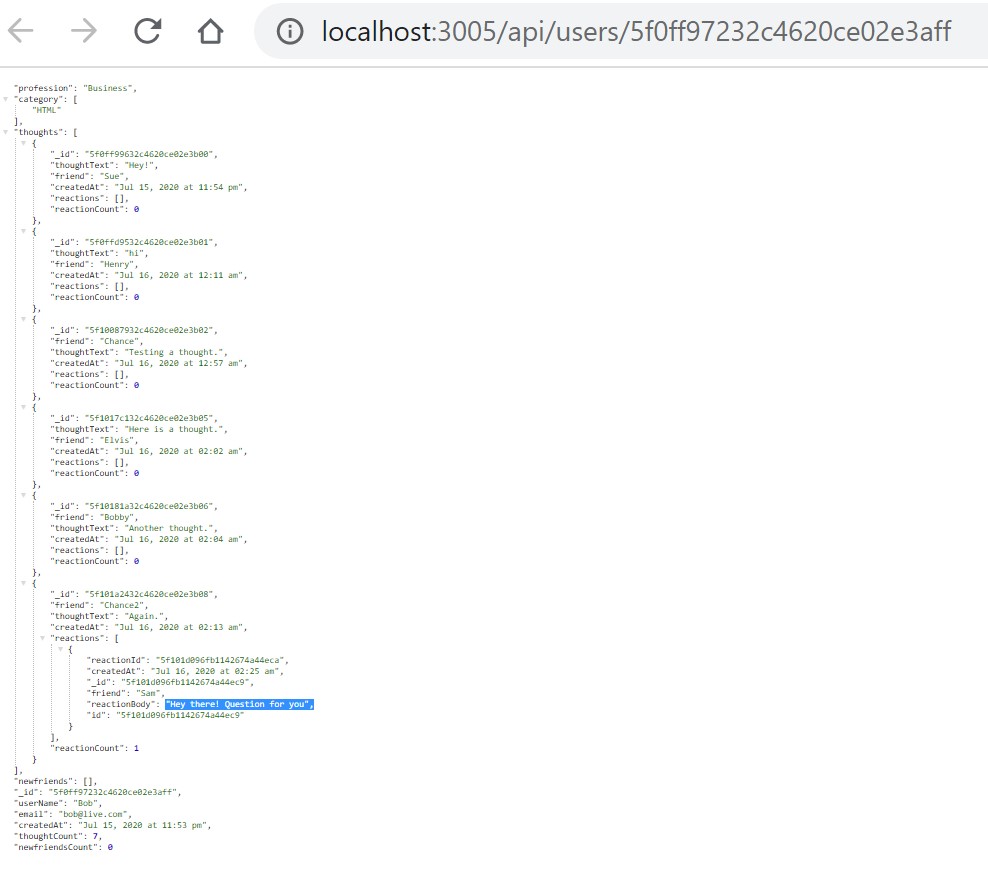 localhost:3005/api/users/5f0ff97232c4620ce02e3aff
"profession": "Business",
"category": [
"HTML"
],
"thoughts": [
{
"_id": "5f0ff99632c4620ce02e3b00",
"thoughtText": "Hey!",
"friend": "Sue",
"createdAt": "Jul 15, 2020 at 11:54 pm",
"reactions": [],
"reactionCount": 0
},
{
"_id": "5f0ffd9532c4620ce02e3b01",
"thoughtText": "hi",
"friend": "Henry",
"createdAt": "Jul 16, 2020 at 12:11 am",
"reactions": [],
"reactionCount": 0
},
{
"_id": "5f10087932c4620ce02e3b02",
"friend": "Chance",
"thoughtText": "Testing a thought.",
"createdAt": "Jul 16, 2020 at 12:57 am",
"reactions": [],
"reactionCount": 0
},
{
"_id": "5f1017c132c4620ce02e3b05",
"thoughtText": "Here is a thought.",
"friend": "Elvis",
"createdAt": "Jul 16, 2020 at 02:02 am",
"reactions": [],
"reactionCount": 0
},
{
"_id": "5f10181a32c4620ce02e3b06",
"friend": "Bobby",
"thoughtText": "Another thought.",
"createdAt": "Jul 16, 2020 at 02:04 am",
"reactions": [],
"reactionCount": 0
},
{
"_id": "5f101a2432c4620ce02e3b08",
"friend": "Chance2",
"thoughtText": "Again.",
"createdAt": "Jul 16, 2020 at 02:13 am",
"reactions": [
{
"reactionId": "5f101d096fb1142674a44eca",
"createdAt": "Jul 16, 2020 at 02:25 am",
"_id": "5f101d096fb1142674a44ec9",
"friend": "Sam",
"reactionBody": "Hey there! Question for you",
"id": "5f101d096fb1142674a44ec9"
}
],
"reactionCount": 1
}
],
"newfriends": [],
"_id": "5f0ff97232c4620ce02e3aff",
"userName": "Bob",
"email": "bob@live.com",
"createdAt": "Jul 15, 2020 at 11:53 pm",
"thoughtCount": 7,
"newfriendsCount": 0